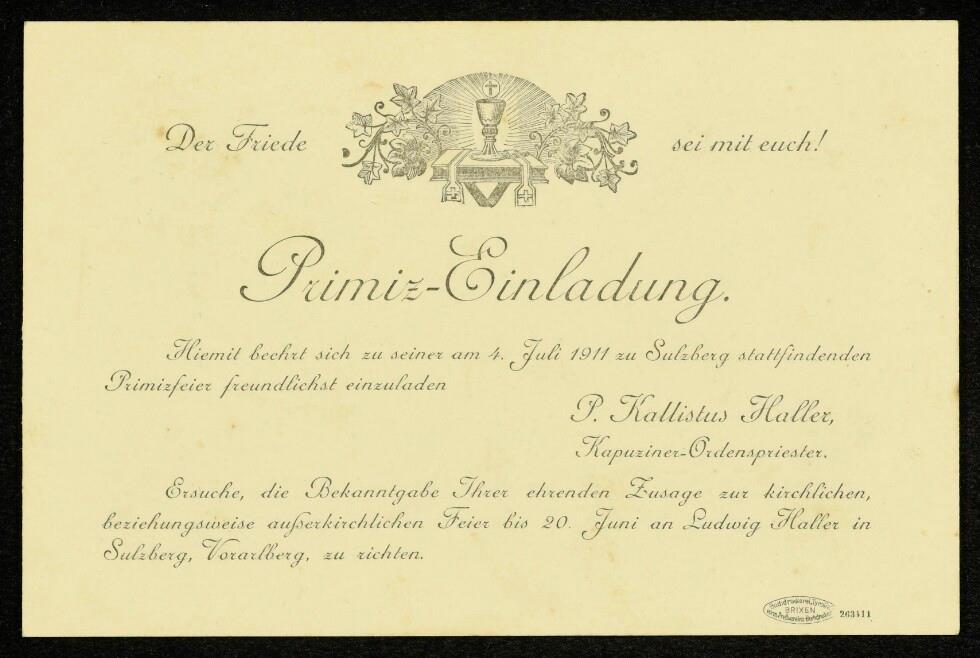 Der Friede sei mit euch!
Primiz-Einladung.
Hiemit beehrt sich zu seiner am 4. Juli 1911 zu Sulzberg stattfindenden
Primizfeier freundlichst einzuladen
P. Kallistus Haller,
Kapuziner-Ordenspriester.
Ersuche, die Bekanntgabe Ihrer ehrenden Zusage zur kirchlichen,
beziehungsweise außerkirchlichen Feier bis 20. Juni an Ludwig Haller in
Sulzberg, Vorarlberg, zu richten.
BRIXEN
263411